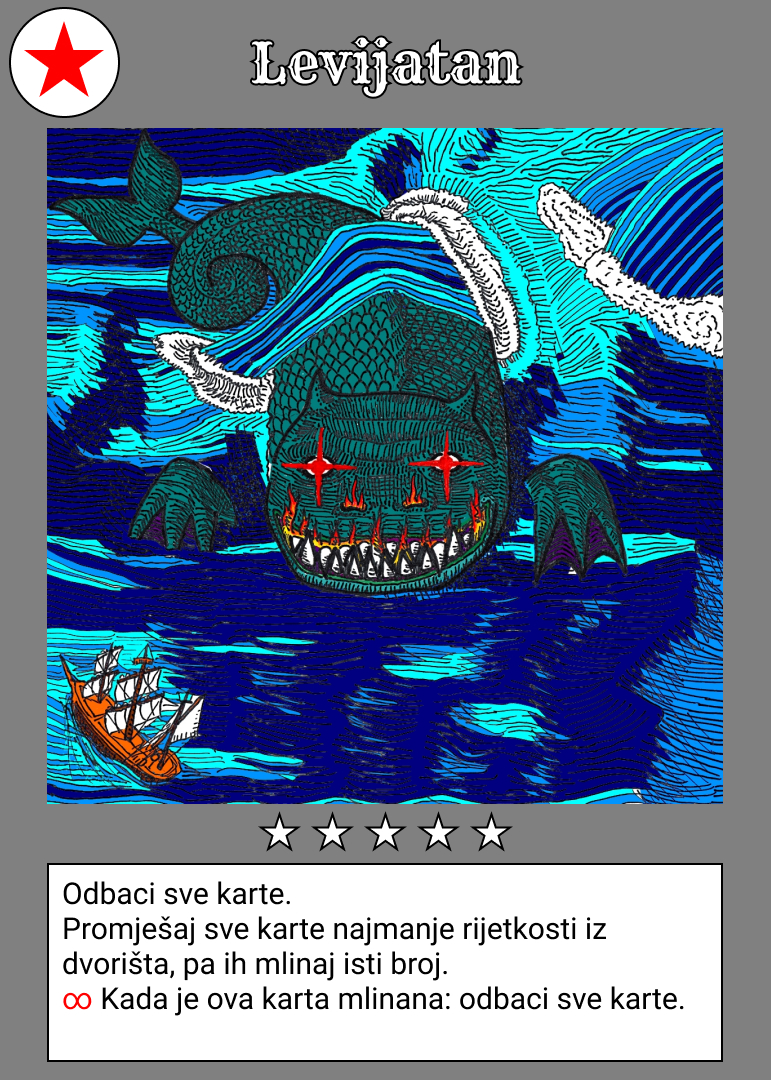 Levijatan
Odbaci sve karte.
Promješaj sve karte najmanje rijetkosti iz
dvorišta, pa ih mlinaj isti broj.
∞ Kada je ova karta mlinana: odbaci sve karte.